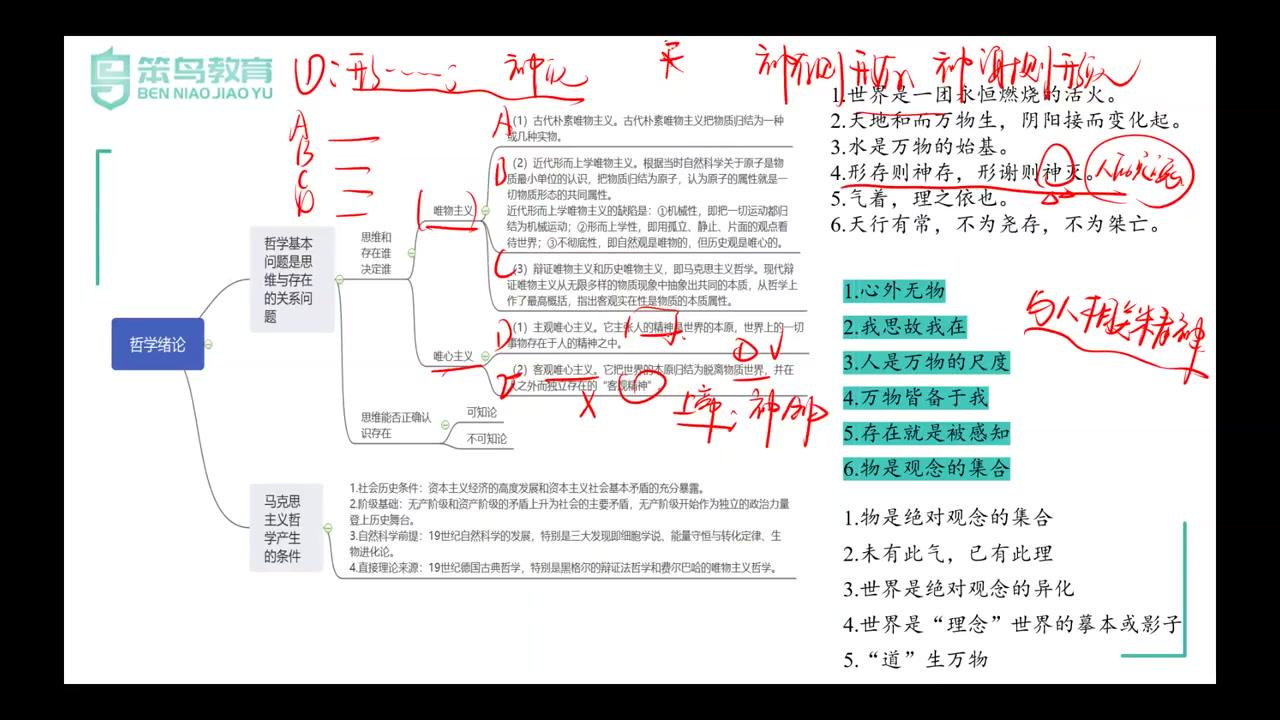 笨鸟教育
BEN NIAO JIAO YU
哲学绪论
哲学基本
问题是思
维与存在
的关系问
题
思维和
存在谁
决定谁
唯物主义
A
(1)古代朴素唯物主义。古代朴素唯物主义把物质归结为一种
或几种实物。
B
(2)近代形而上学唯物主义。根据当时自然科学关于原子是物
质最小单位的认识,把物质归结为原子,认为原子的属性就是一
切物质形态的共同属性。
近代形而上学唯物主义的缺陷是:①机械性,即把一切运动都归
结为机械运动;②形而上学性,即用孤立、静止、片面的观点看
待世界;③不彻底性,即自然观是唯物的,但历史观是唯心的。
C
(3)辩证唯物主义和历史唯物主义,即马克思主义哲学。现代辩
证唯物主义从无限多样的物质现象中抽象出共同的本质,从哲学上
作了最高概括,指出客观实在性是物质的本质属性。
唯心主义
D
(1)主观唯心主义。它主张人的精神是世界的本原,世界上的一切
事物存在于人的精神之中。
(2)客观唯心主义。它把世界的本原归结为脱离物质世界,并在
人之外而独立存在的“客观精神”。
思维能否正确认
识存在
可知论
不可知论
马克思
主义哲
学产生
的条件
1.社会历史条件:资本主义经济的高度发展和资本主义社会基本矛盾的充分暴露。
2.阶级基础:无产阶级和资产阶级的矛盾上升为社会的主要矛盾,无产阶级开始作为独立的政治力量
登上历史舞台。
3.自然科学前提:19世纪自然科学的发展,特别是三大发现即细胞学说、能量守恒与转化定律、生
物进化论。
4.直接理论来源:19世纪德国古典哲学,特别是黑格尔的辩证法哲学和费尔巴哈的唯物主义哲学。
A
B
C
D
1.世界是一团永恒燃烧的活火。
2.天地和而万物生,阴阳接而变化起。
3.水是万物的始基。
4.形存则神存,形谢则神灭。
5.气着,理之依也。
6.天行有常,不为尧存,不为桀亡。
1.心外无物
2.我思故我在
3.人是万物的尺度
4.万物皆备于我
5.存在就是被感知
6.物是观念的集合
与人相关精神
1.物是绝对观念的集合
2.未有此气,已有此理
3.世界是绝对观念的异化
4.世界是“理念”世界的摹本或影子
5.“道”生万物